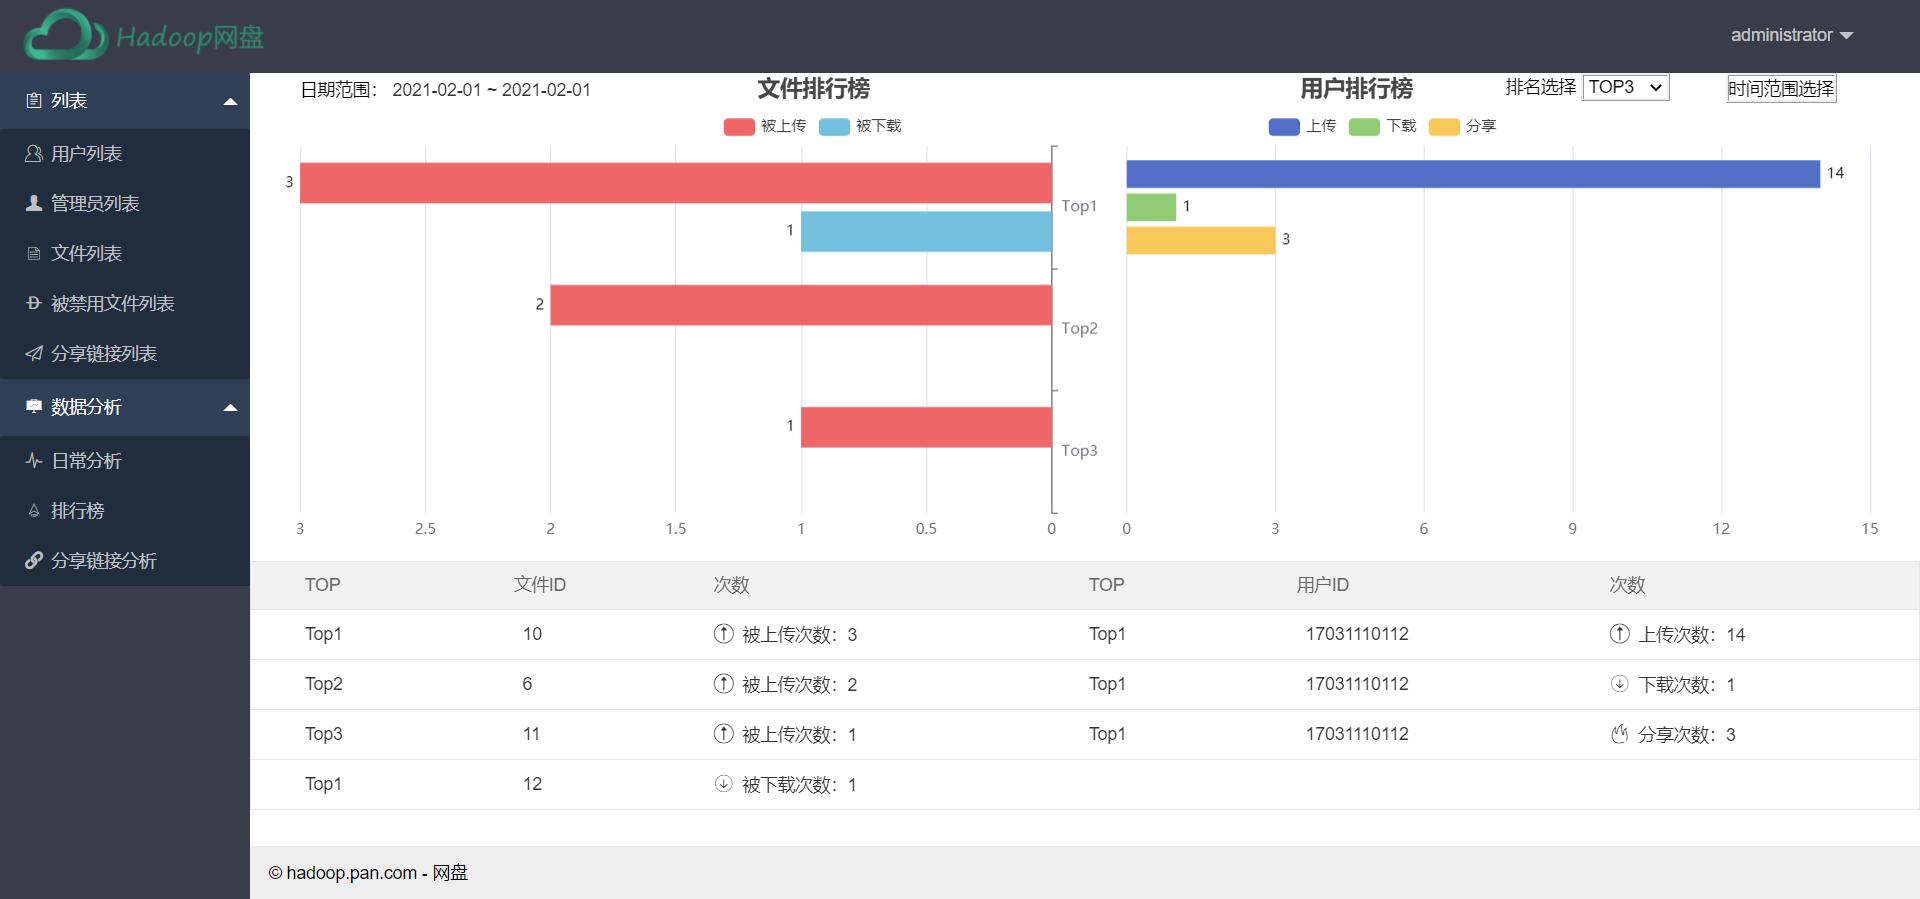 Hadoop网盘
administrator
列表
用户列表
管理员列表
文件列表
被禁用文件列表
分享链接列表
数据分析
日常分析
排行榜
分享链接分析
日期范围： 2021-02-01 ~ 2021-02-01
文件排行榜
被上传 被下载
用户排行榜
上传 下载 分享
排名选择 TOP3
时间范围选择
3
1
2
1
Top1
Top2
Top3
3 2.5 2 1.5 1 0.5 0
14
1
3
0 3 6 9 12 15
TOP 文件ID 次数 TOP 用户ID 次数
Top1 10 被上传次数：3 Top1 17031110112 上传次数：14
Top2 6 被上传次数：2 Top1 17031110112 下载次数：1
Top3 11 被上传次数：1 Top1 17031110112 分享次数：3
Top1 12 被下载次数：1
© hadoop.pan.com - 网盘